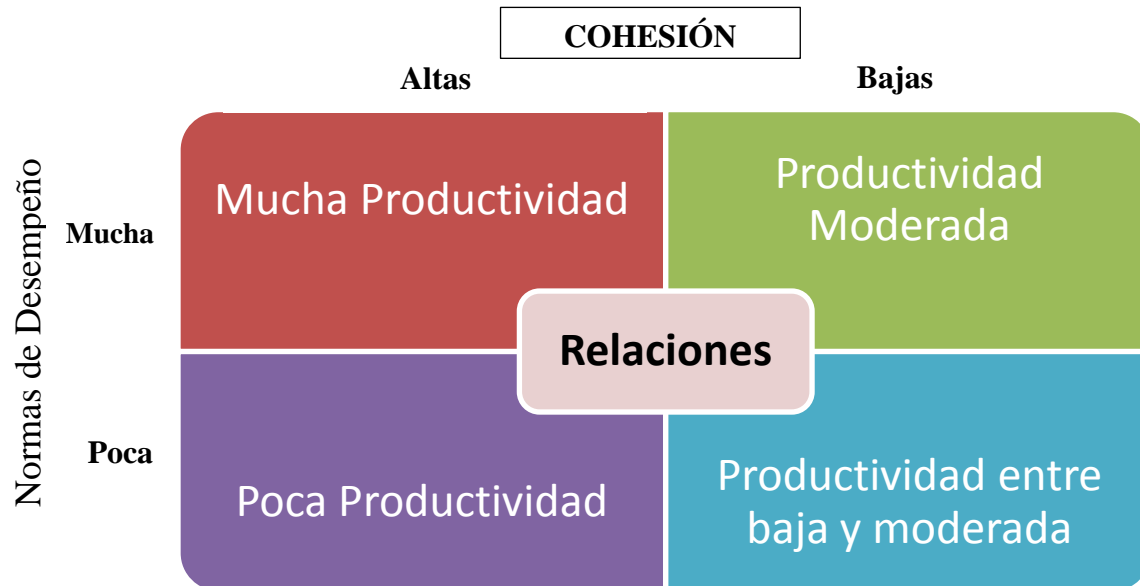 COHESIÓN
Altas
Bajas
Normas de Desempeño
Mucha
Mucha Productividad
Productividad
Moderada
Relaciones
Poca
Poca Productividad
Productividad entre
baja y moderada